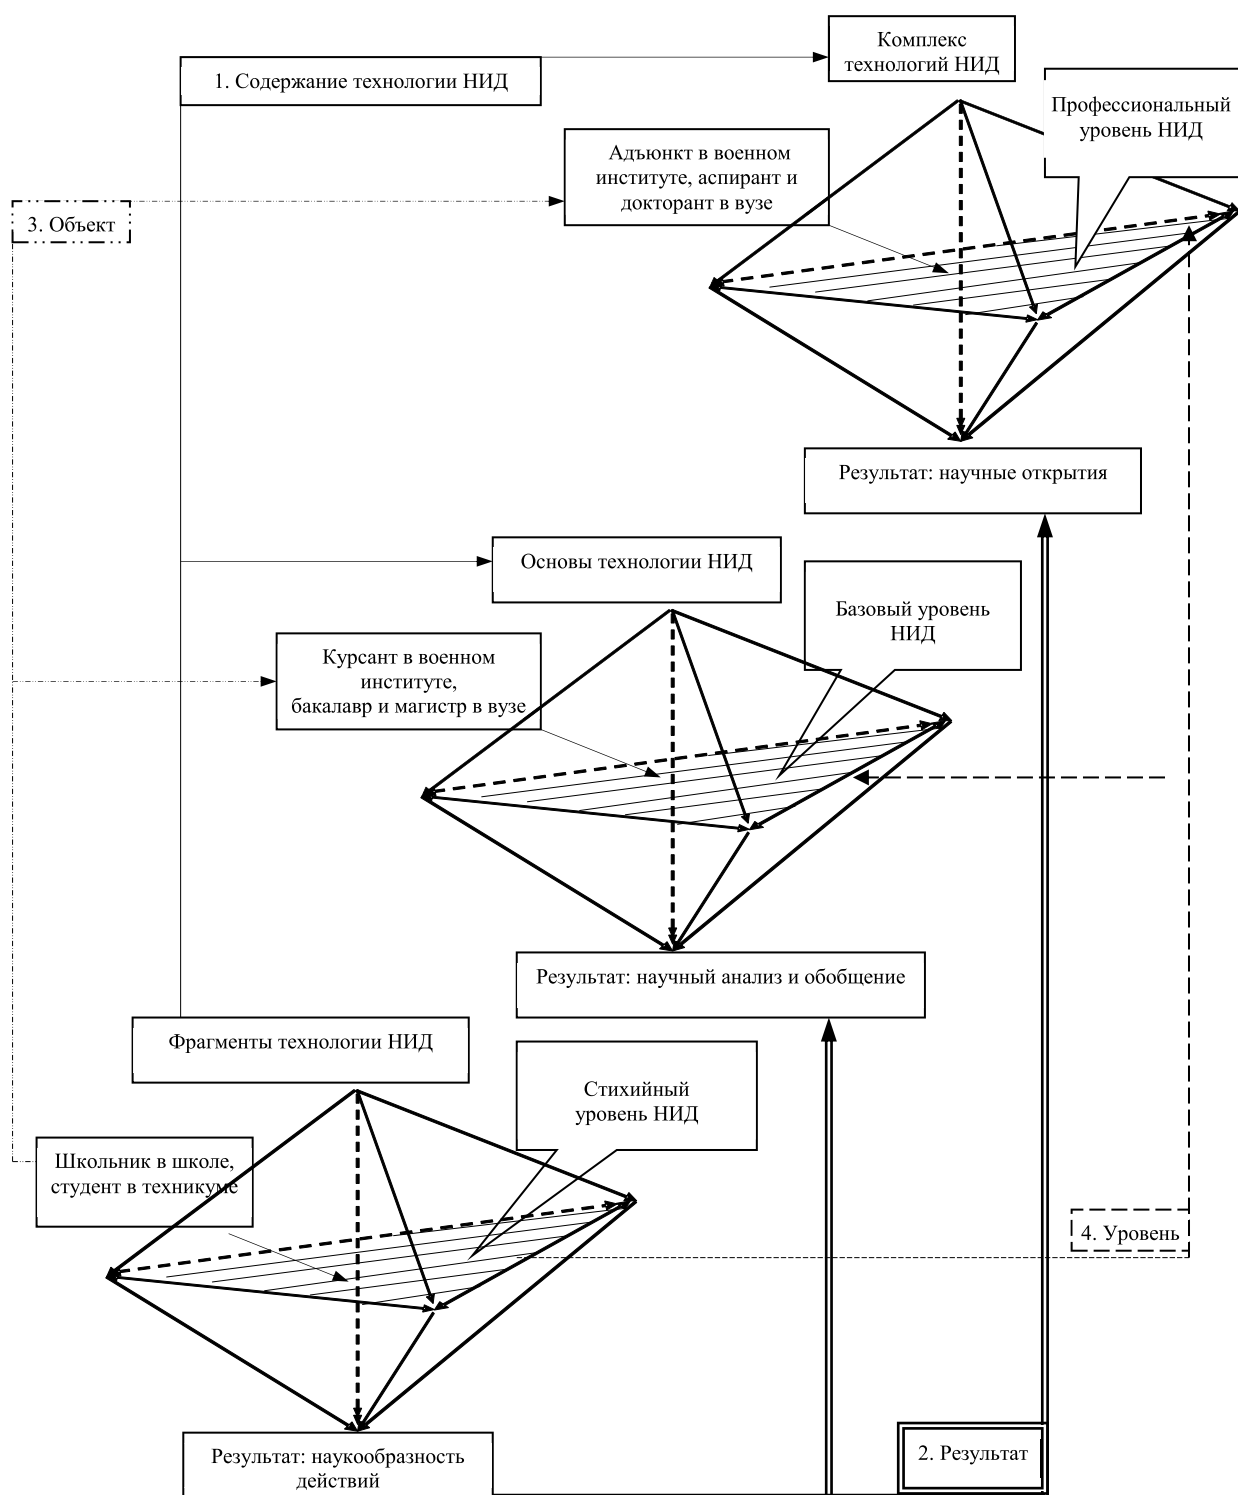 Комплекс
технологий НИД
1. Содержание технологии НИД
Профессиональный
уровень НИД
Адъюнкт в военном
институте, аспирант и
докторант в вузе
3. Объект
Результат: научные открытия
Основы технологии НИД
Базовый уровень
НИД
Курсант в военном
институте,
бакалавр и магистр в вузе
Результат: научный анализ и обобщение
Фрагменты технологии НИД
Стихийный
уровень НИД
Школьник в школе,
студент в техникуме
4. Уровень
Результат: наукообразность
действий
2. Результат